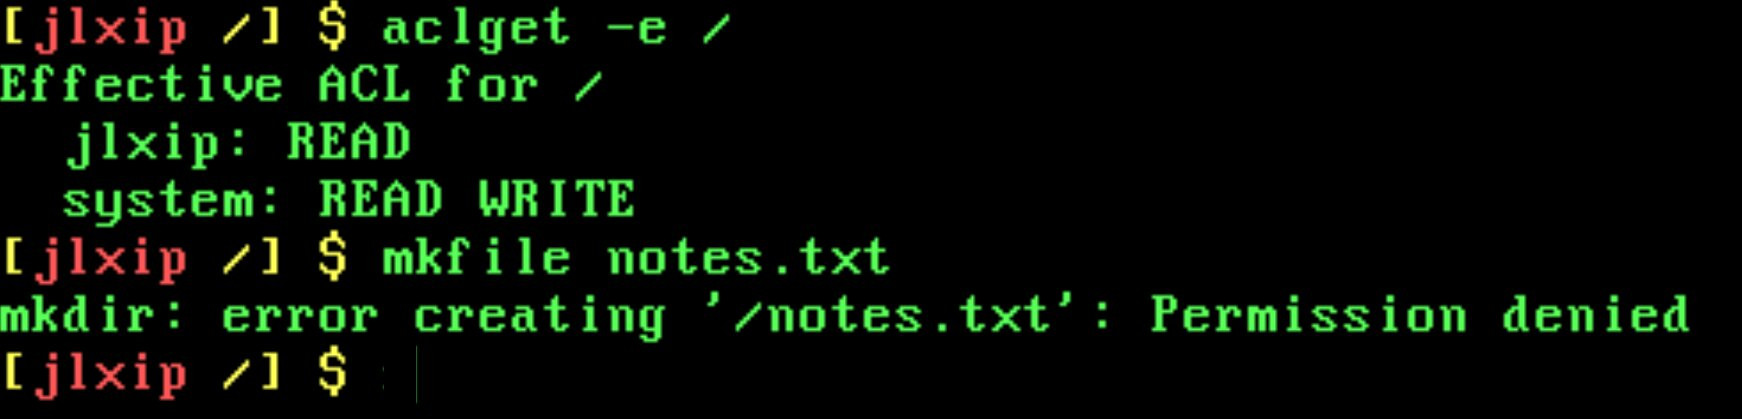 [jlxip /] $ aclget -e /
Effective ACL for /
  jlxip: READ
  system: READ WRITE
[jlxip /] $ mkfile notes.txt
mkdir: error creating '/notes.txt': Permission denied
[jlxip /] $